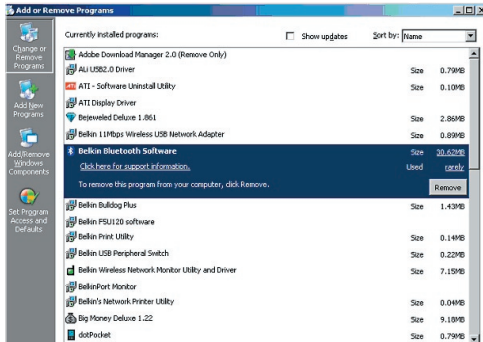 Add or Remove Programs
Change or
Remove
Programs
Add New
Programs
Add/Remove
Windows
Components
Set Program
Access and
Defaults
Currently installed programs:
Show updates
Sort by: Name
Adobe Download Manager 2.0 (Remove Only)
ALi USB2.0 Driver Size 0.79MB
ATI - Software Uninstall Utility Size 0.10MB
ATI Display Driver
Bejeweled Deluxe 1.861 Size 2.86MB
Belkin 11Mbps Wireless USB Network Adapter Size 0.89MB
Belkin Bluetooth Software Size 30.62MB
Click here for support information. Used rarely
To remove this program from your computer, click Remove. Remove
Belkin Bulldog Plus Size 1.43MB
Belkin F5U120 software
Belkin Print Utility Size 0.14MB
Belkin USB Peripheral Switch Size 0.22MB
Belkin Wireless Network Monitor Utility and Driver Size 7.15MB
BelkinPort Monitor
Belkin's Network Printer Utility Size 0.04MB
Big Money Deluxe 1.22 Size 9.18MB
dotPocket Size 0.79MB